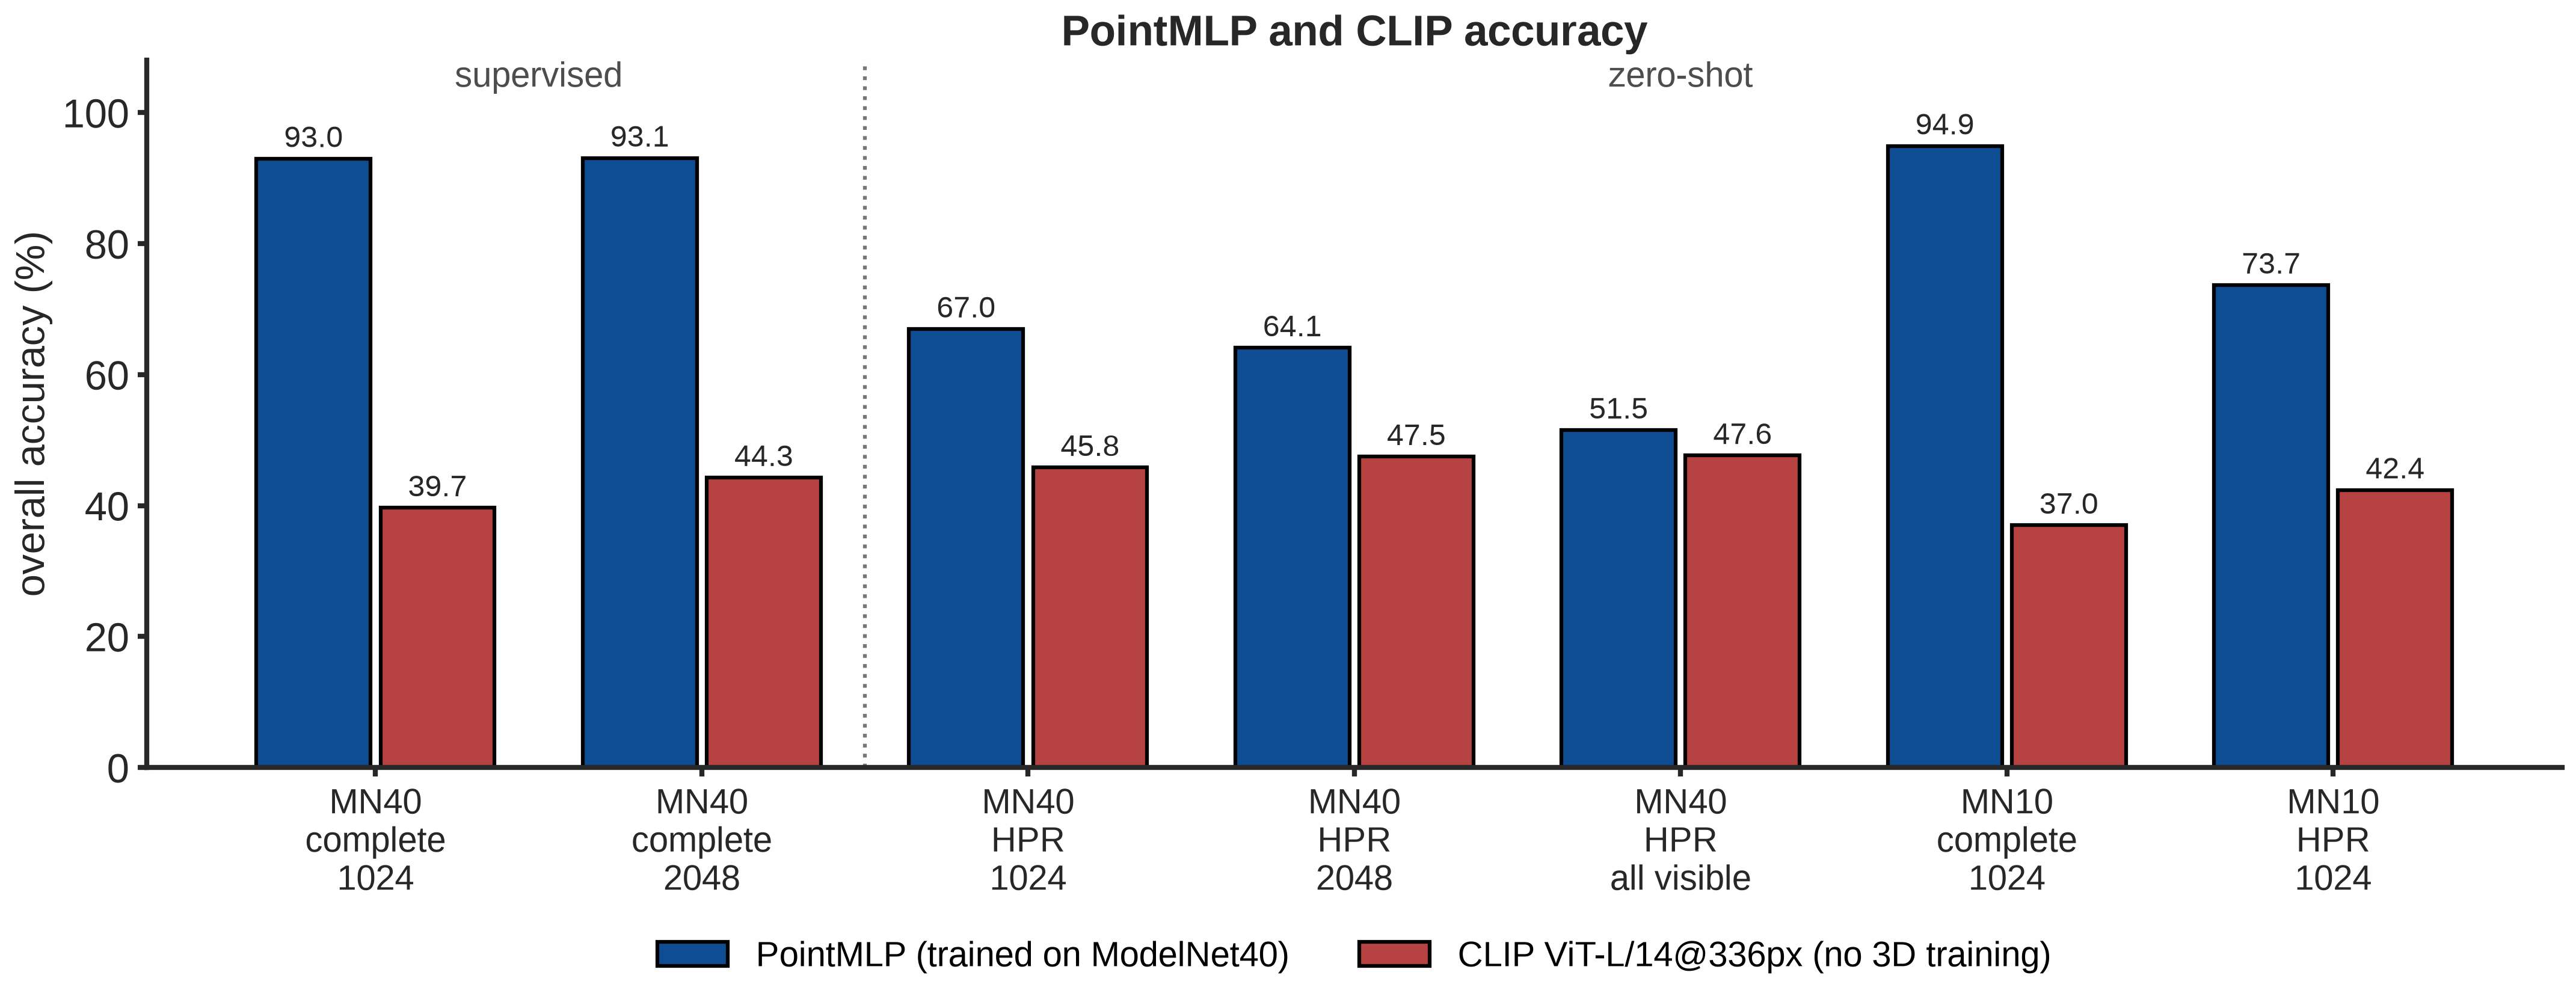 PointMLP and CLIP accuracy
supervised
zero-shot
overall accuracy (%)
100
80
60
40
20
0
93.0
39.7
93.1
44.3
67.0
45.8
64.1
47.5
51.5
47.6
94.9
37.0
73.7
42.4
MN40
complete
1024
MN40
complete
2048
MN40
HPR
1024
MN40
HPR
2048
MN40
HPR
all visible
MN10
complete
1024
MN10
HPR
1024
PointMLP (trained on ModelNet40)
CLIP ViT-L/14@336px (no 3D training)